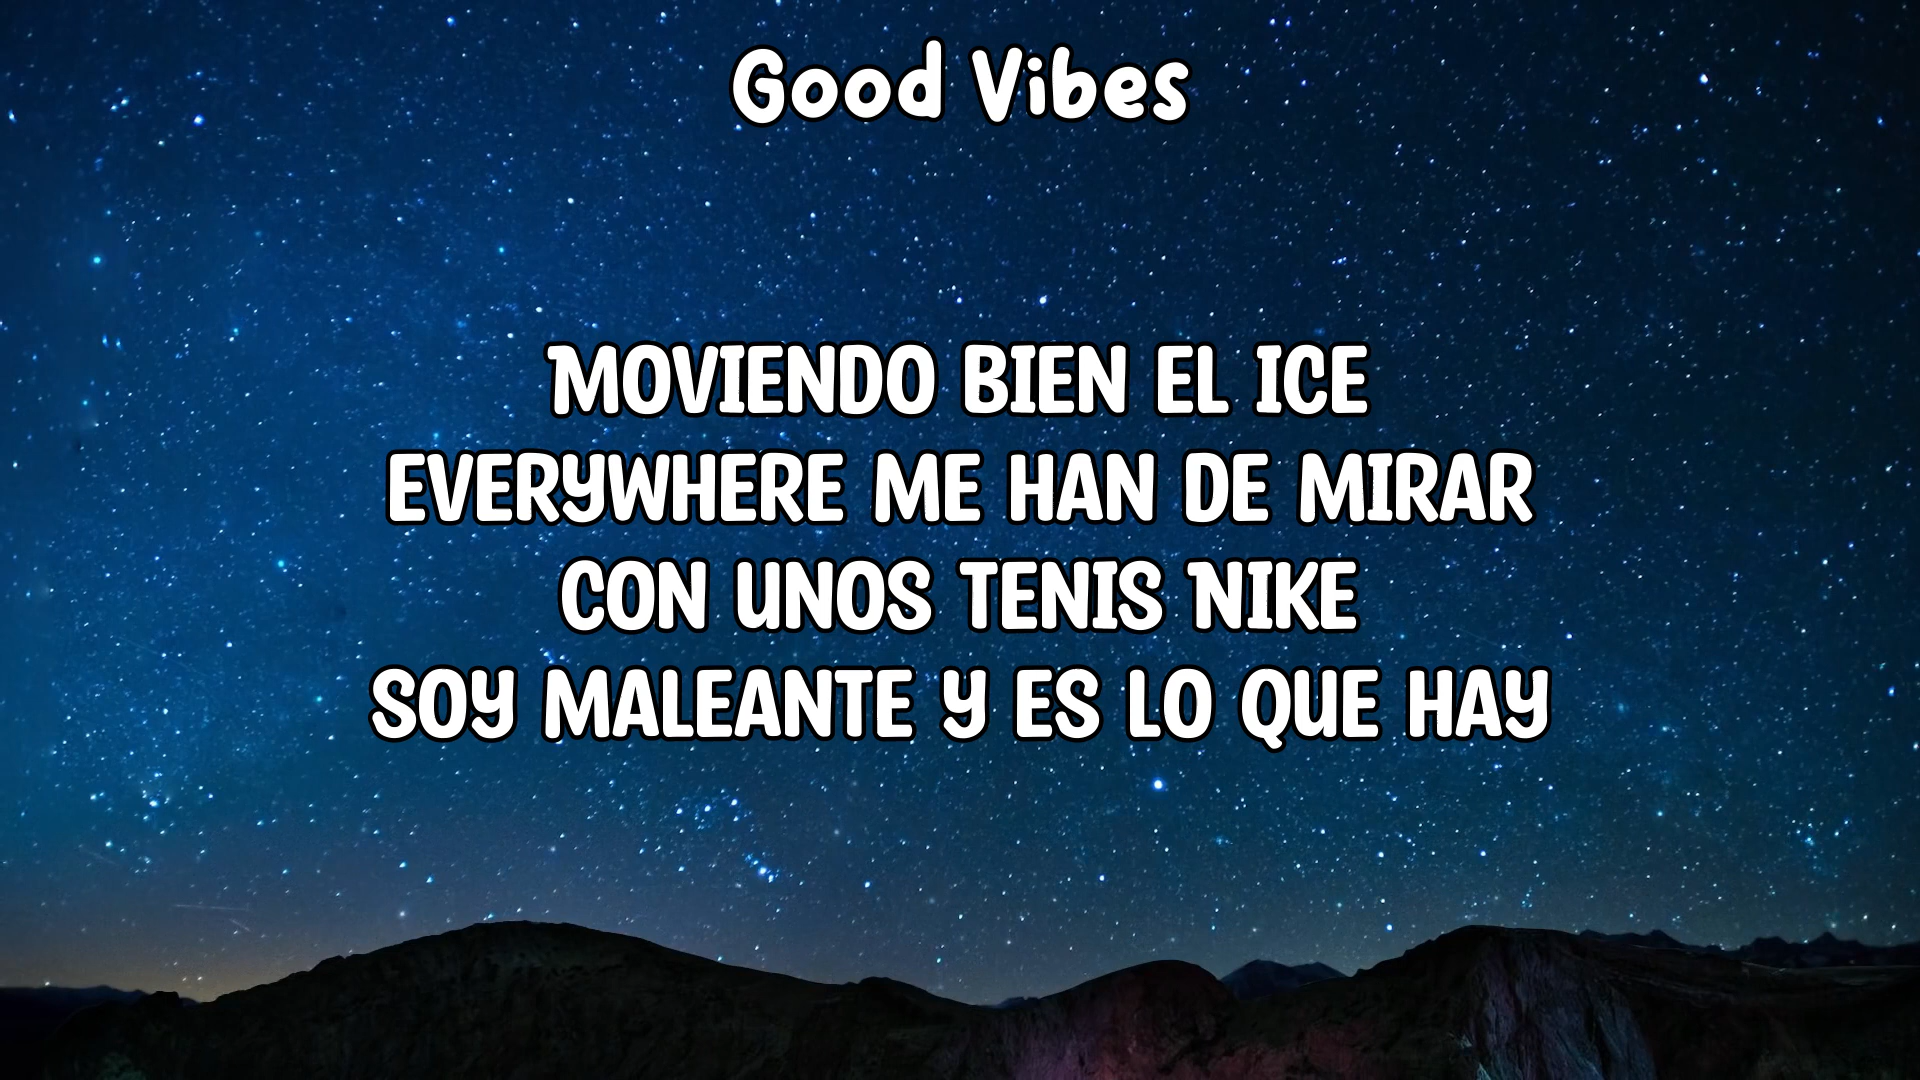 Good Vibes
MOVIENDO BIEN EL ICE
EVERYWHERE ME HAN DE MIRAR
CON UNOS TENIS NIKE
SOY MALEANTE Y ES LO QUE HAY